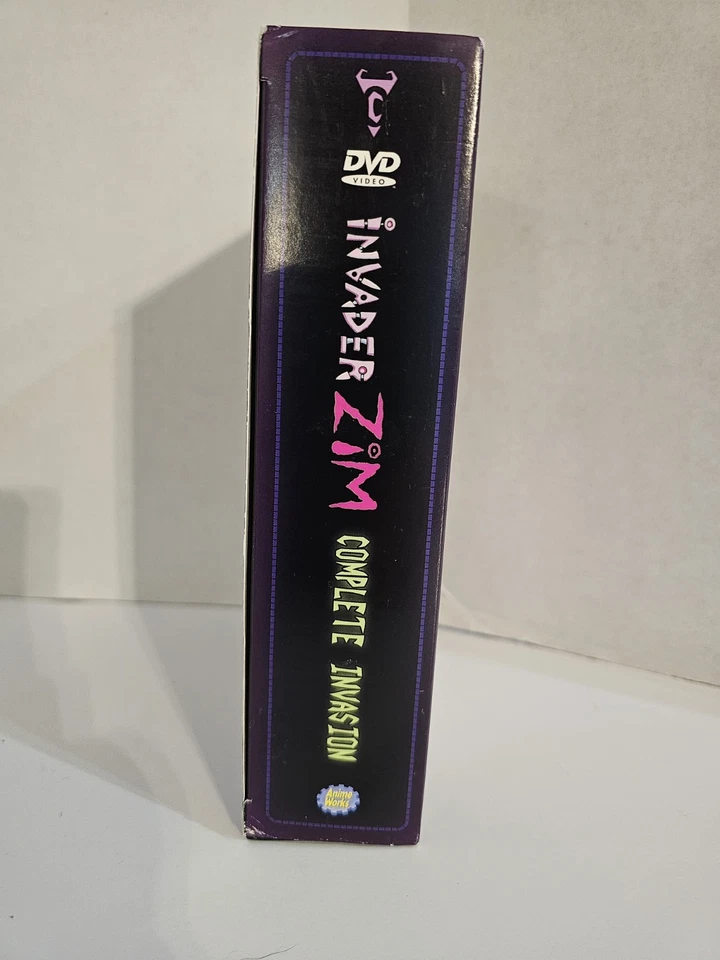 DVD
VIDEO
iNVADER ZiM
COMPLETE INVASION
Anime
Works